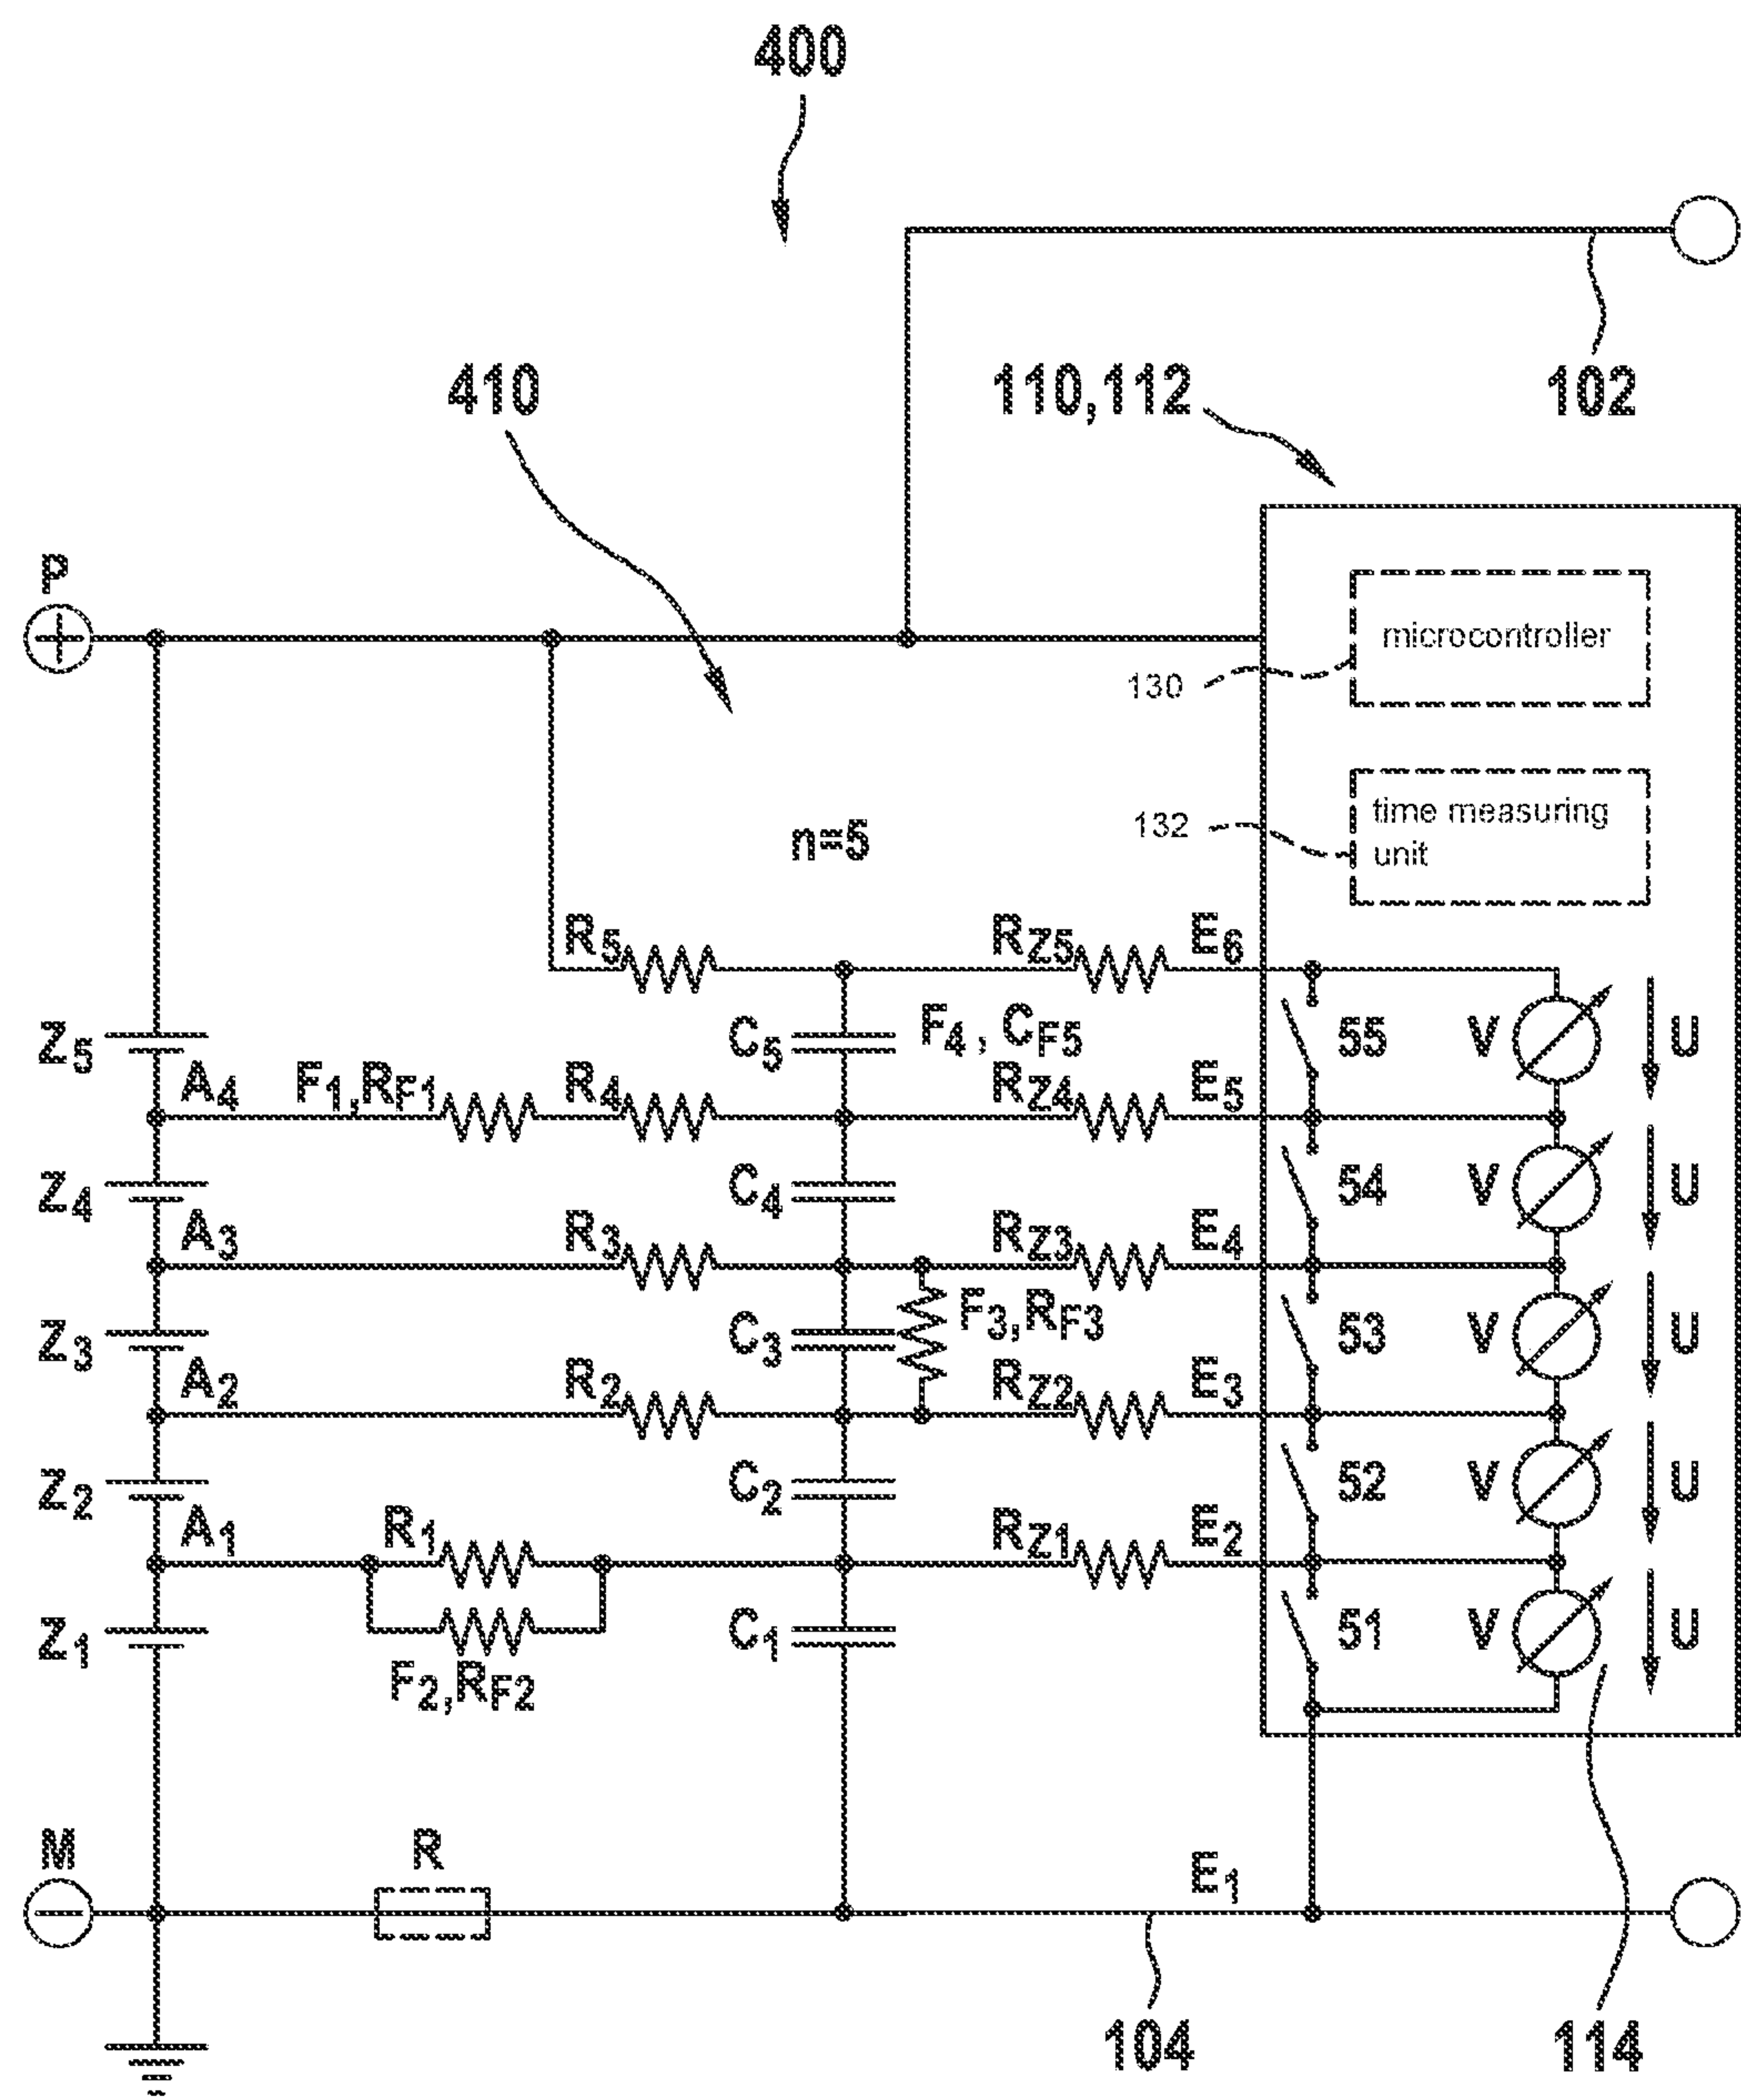 400
102
410
110,112
P
microcontroller
130
time measuring
unit
132
n=5
R5 RZ5 E6
Z5 C5 F4, CF5 55 V U
A4 F1,RF1 R4 RZ4 E5
Z4 C4 54 V U
A3 R3 RZ3 E4
Z3 C3 F3,RF3 53 V U
A2 R2 RZ2 E3
Z2 C2 52 V U
A1 R1 RZ1 E2
Z1 C1 51 V U
F2,RF2
M R E1
104 114